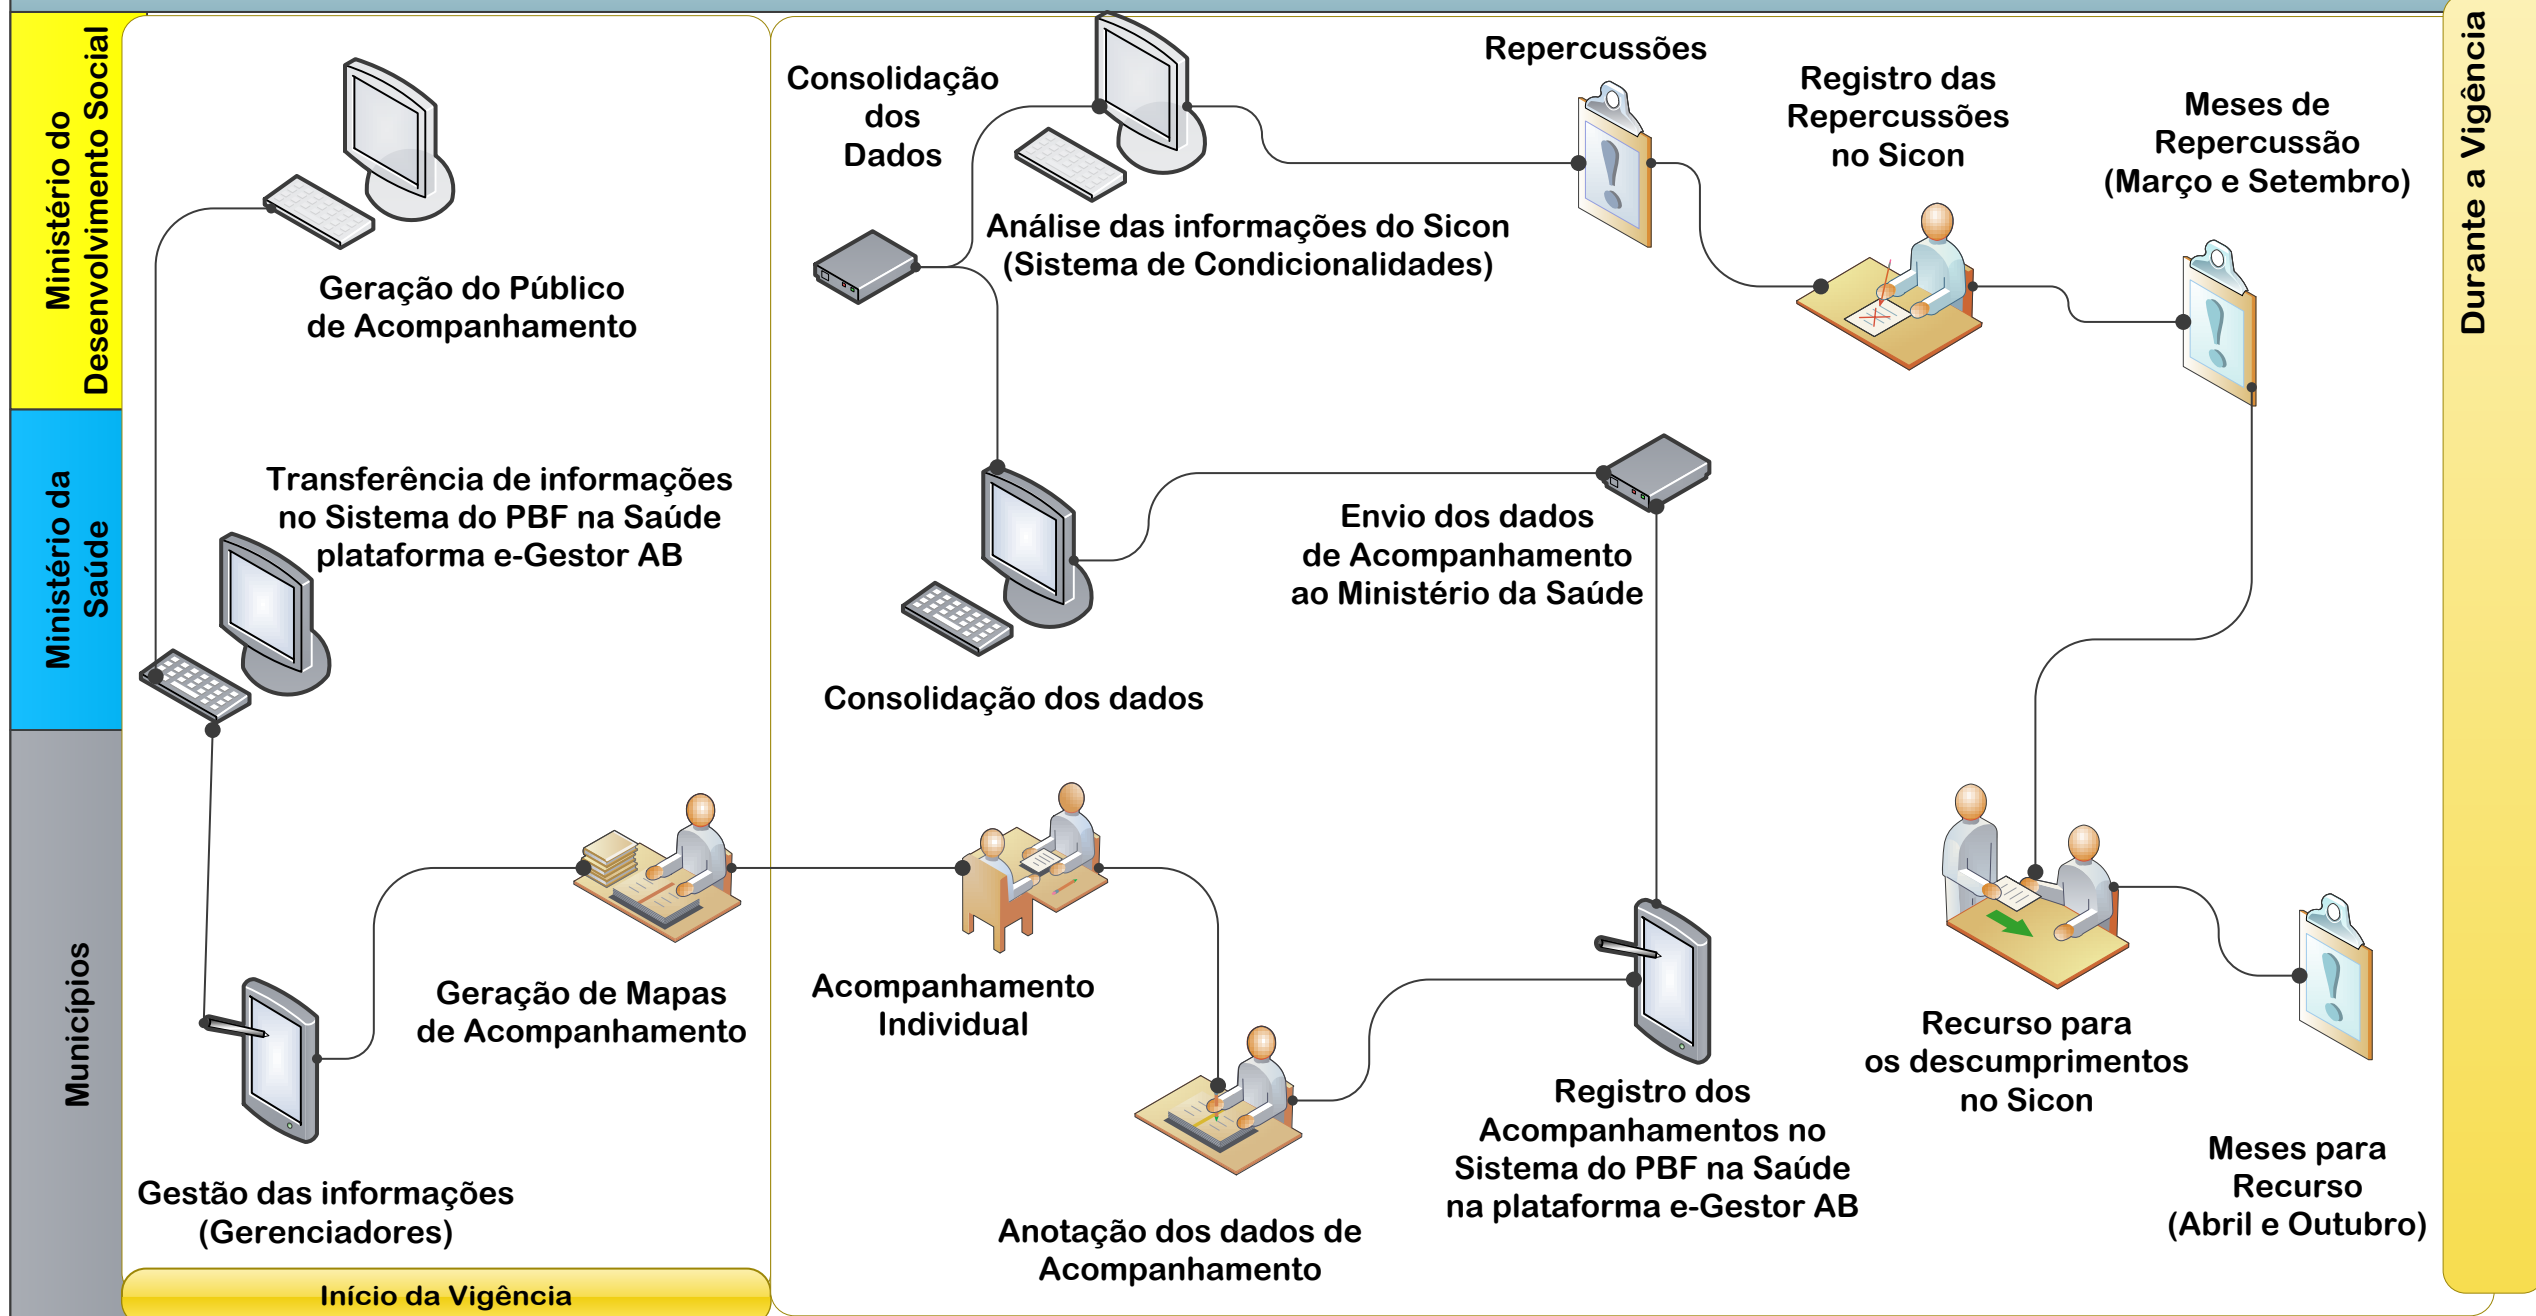 Ministério do
Desenvolvimento Social
Geração do Público
de Acompanhamento
Consolidação
dos
Dados
Análise das informações do Sicon
(Sistema de Condicionalidades)
Repercussões
Registro das
Repercussões
no Sicon
Meses de
Repercussão
(Março e Setembro)
Durante a Vigência
Ministério da
Saúde
Transferência de informações
no Sistema do PBF na Saúde
plataforma e-Gestor AB
Envio dos dados
de Acompanhamento
ao Ministério da Saúde
Consolidação dos dados
Municípios
Gestão das informações
(Gerenciadores)
Geração de Mapas
de Acompanhamento
Acompanhamento
Individual
Anotação dos dados de
Acompanhamento
Registro dos
Acompanhamentos no
Sistema do PBF na Saúde
na plataforma e-Gestor AB
Recurso para
os descumprimentos
no Sicon
Meses para
Recurso
(Abril e Outubro)
Início da Vigência